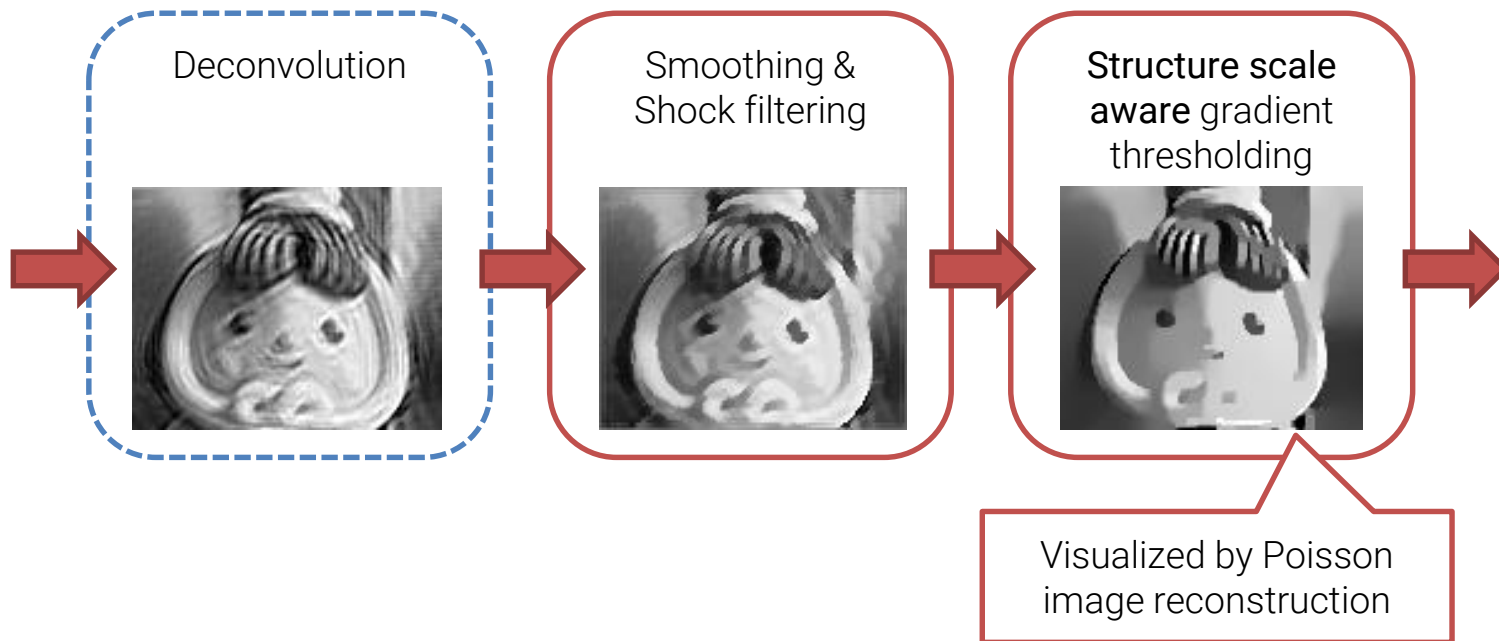 Deconvolution
Smoothing &
Shock filtering
Structure scale
aware gradient
thresholding
Visualized by Poisson
image reconstruction